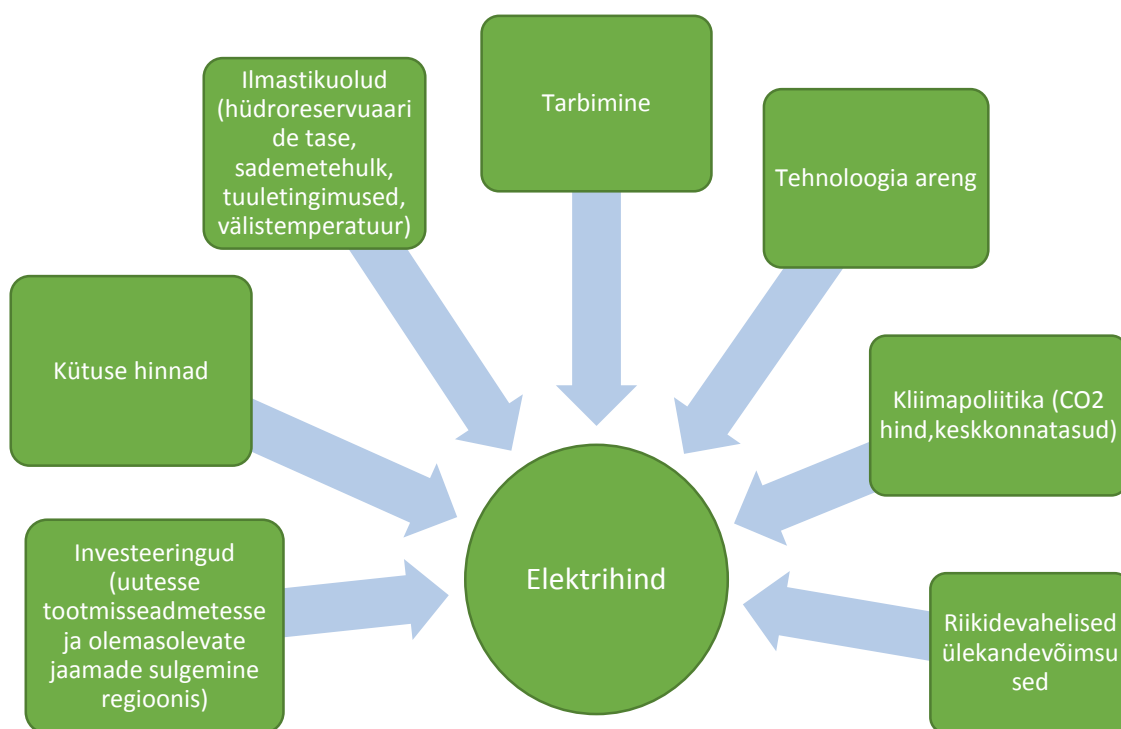 Ilmastikuolud
(hüdroreservuaari
de tase,
sademetehulk,
tuuletingimused,
välistemperatuur)
Tarbimine
Tehnoloogia areng
Kütuse hinnad
Kliimapoliitika (CO2
hind,keskkonnatasud)
Investeeringud
(uutesse
tootmisseadmetesse
ja olemasolevate
jaamade sulgemine
regioonis)
Elektrihind
Riikidevahelised
ülekandevõimsu
sed